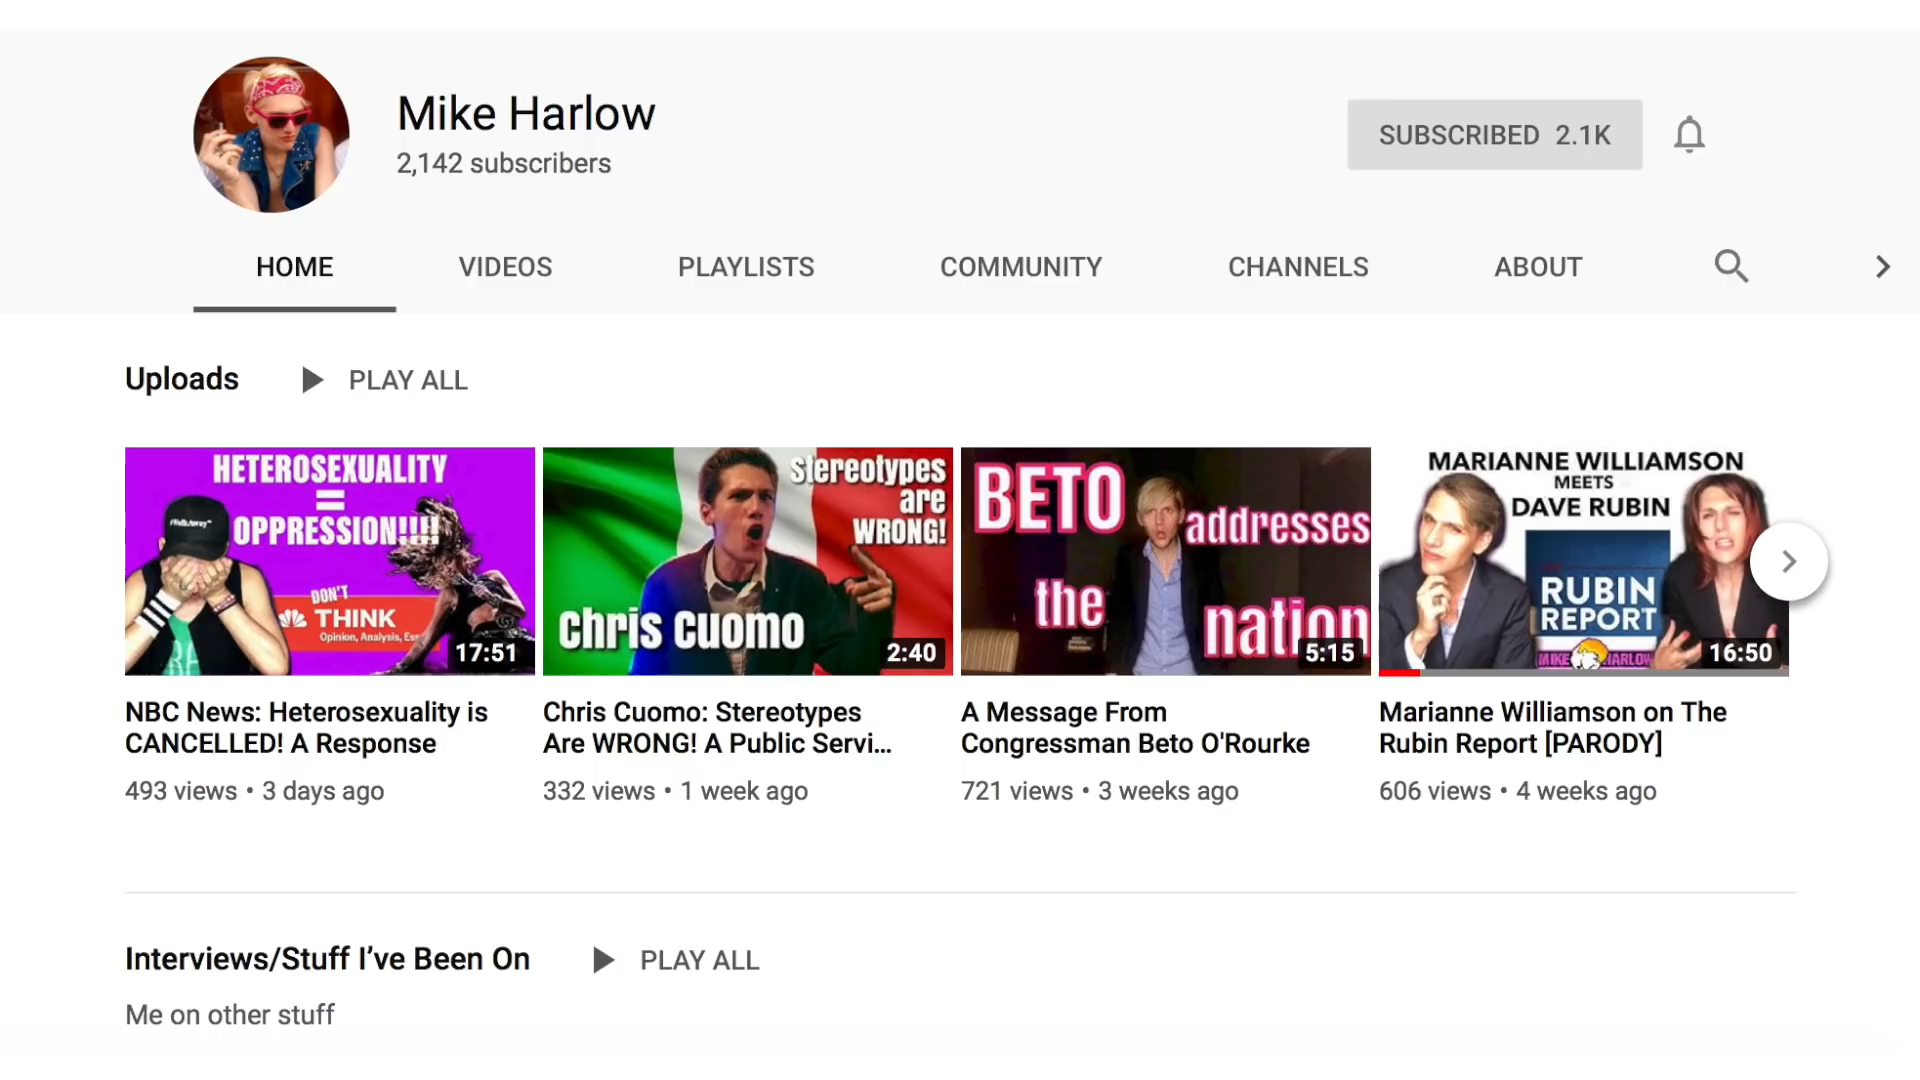 Mike Harlow
2,142 subscribers
SUBSCRIBED 2.1K
HOME VIDEOS PLAYLISTS COMMUNITY CHANNELS ABOUT
Uploads PLAY ALL
HETEROSEXUALITY
=
OPPRESSION!!!!
#WalkAway
DON'T
THINK
Opinion, Analysis, Es
17:51
stereotypes
are
WRONG!
chris cuomo
2:40
BETO
addresses
the
nation
5:15
MARIANNE WILLIAMSON
MEETS
DAVE RUBIN
RUBIN
REPORT
MIKE HARLOW
16:50
NBC News: Heterosexuality is
CANCELLED! A Response
493 views • 3 days ago
Chris Cuomo: Stereotypes
Are WRONG! A Public Servi...
332 views • 1 week ago
A Message From
Congressman Beto O'Rourke
721 views • 3 weeks ago
Marianne Williamson on The
Rubin Report [PARODY]
606 views • 4 weeks ago
Interviews/Stuff I've Been On PLAY ALL
Me on other stuff